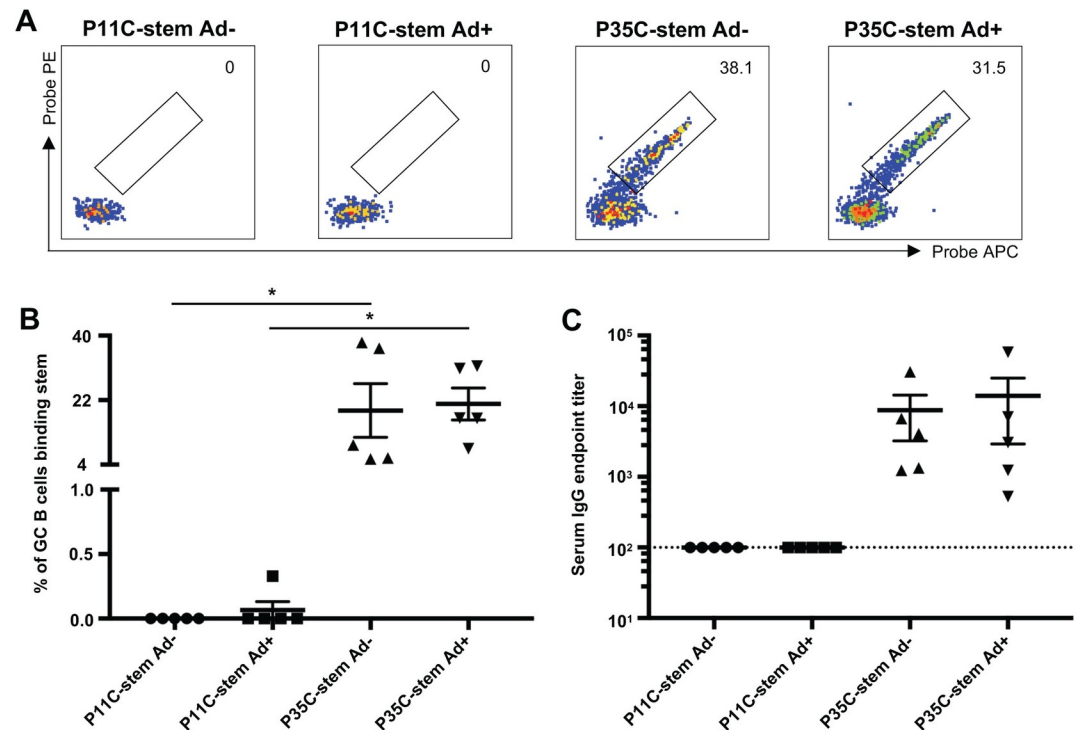 A
P11C-stem Ad-
P11C-stem Ad+
P35C-stem Ad-
P35C-stem Ad+
0
0
38.1
31.5
Probe PE
Probe APC
B
*
*
% of GC B cells binding stem
40
22
4
1.0
0.5
0.0
P11C-stem Ad-
P11C-stem Ad+
P35C-stem Ad-
P35C-stem Ad+
C
Serum IgG endpoint titer
10⁵
10⁴
10³
10²
10¹
P11C-stem Ad-
P11C-stem Ad+
P35C-stem Ad-
P35C-stem Ad+